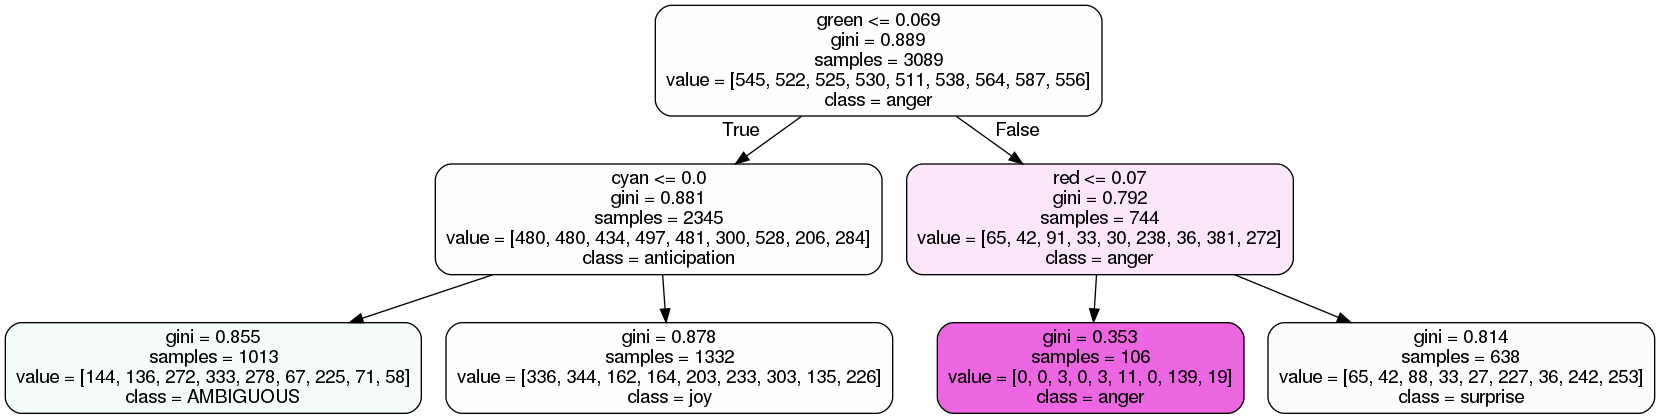 green <= 0.069
gini = 0.889
samples = 3089
value = [545, 522, 525, 530, 511, 538, 564, 587, 556]
class = anger
True
False
cyan <= 0.0
gini = 0.881
samples = 2345
value = [480, 480, 434, 497, 481, 300, 528, 206, 284]
class = anticipation
red <= 0.07
gini = 0.792
samples = 744
value = [65, 42, 91, 33, 30, 238, 36, 381, 272]
class = anger
gini = 0.855
samples = 1013
value = [144, 136, 272, 333, 278, 67, 225, 71, 58]
class = AMBIGUOUS
gini = 0.878
samples = 1332
value = [336, 344, 162, 164, 203, 233, 303, 135, 226]
class = joy
gini = 0.353
samples = 106
value = [0, 0, 3, 0, 3, 11, 0, 139, 19]
class = anger
gini = 0.814
samples = 638
value = [65, 42, 88, 33, 27, 227, 36, 242, 253]
class = surprise